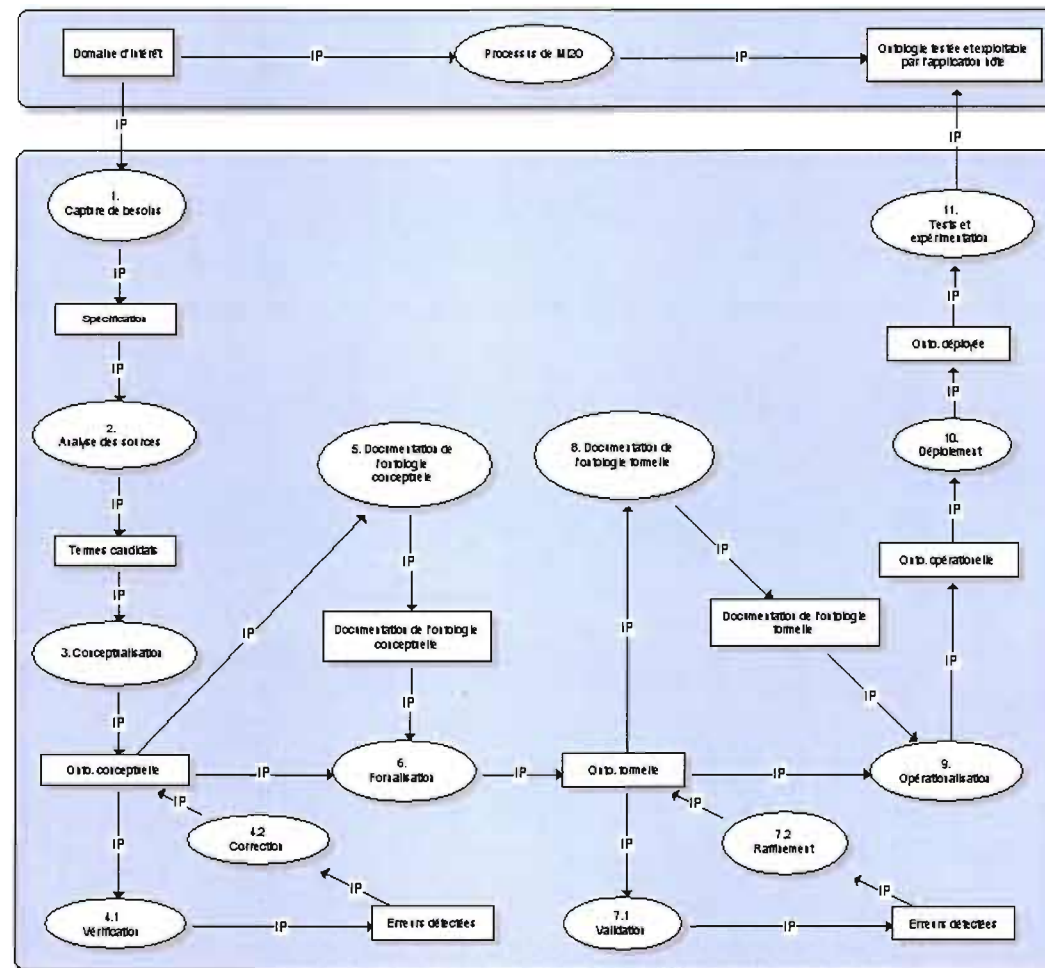 Domaine d'intérêt
IP
Processus de MI2O
IP
Ontologie testée et exploitable
par l'application hôte
IP
IP
1.
Capture de besoins
11.
Tests et
expérimentation
IP
IP
Spécification
Onto. déployée
IP
IP
2.
Analyse des sources
5. Documentation de
l'ontologie
conceptuelle
8. Documentation de
l'ontologie formelle
10.
Déploiement
IP
IP
IP
IP
Termes candidats
Onto. opérationelle
IP
Documentation de l'ontologie
conceptuelle
Documentation de l'ontologie
formelle
IP
IP
IP
3. Conceptualisation
IP
IP
IP
IP
Onto. conceptuelle
IP
6.
Formalisation
IP
Onto. formelle
IP
9.
Opérationalisation
IP
IP
4.2
Correction
7.2
Raffinement
IP
IP
IP
IP
4.1
Vérification
IP
Erreurs détectées
7.1
Validation
IP
Erreurs détectées